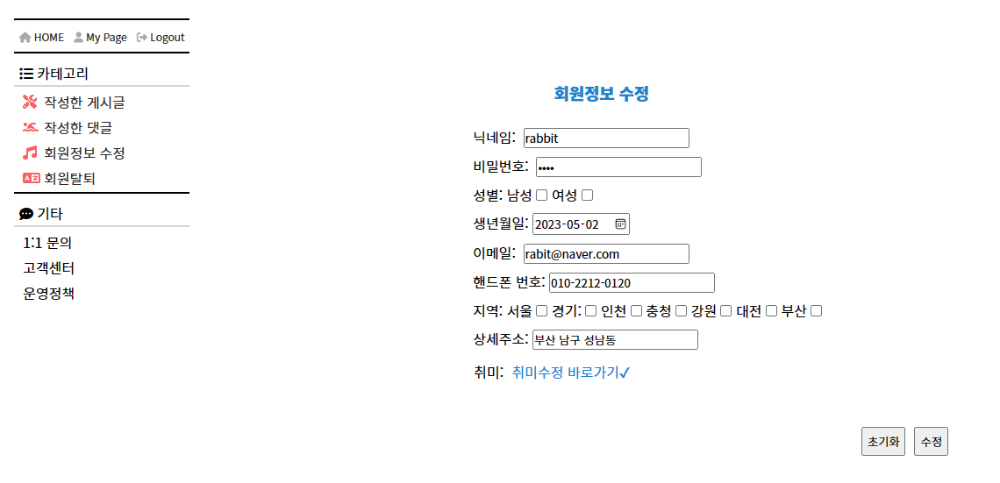 HOME My Page Logout
카테고리
작성한 게시글
작성한 댓글
회원정보 수정
회원탈퇴
기타
1:1 문의
고객센터
운영정책
회원정보 수정
닉네임: rabbit
비밀번호: ••••
성별: 남성 여성
생년월일: 2023-05-02
이메일: rabit@naver.com
핸드폰 번호: 010-2212-0120
지역: 서울 경기: 인천 충청 강원 대전 부산
상세주소: 부산 남구 성남동
취미: 취미수정 바로가기✔
초기화 수정